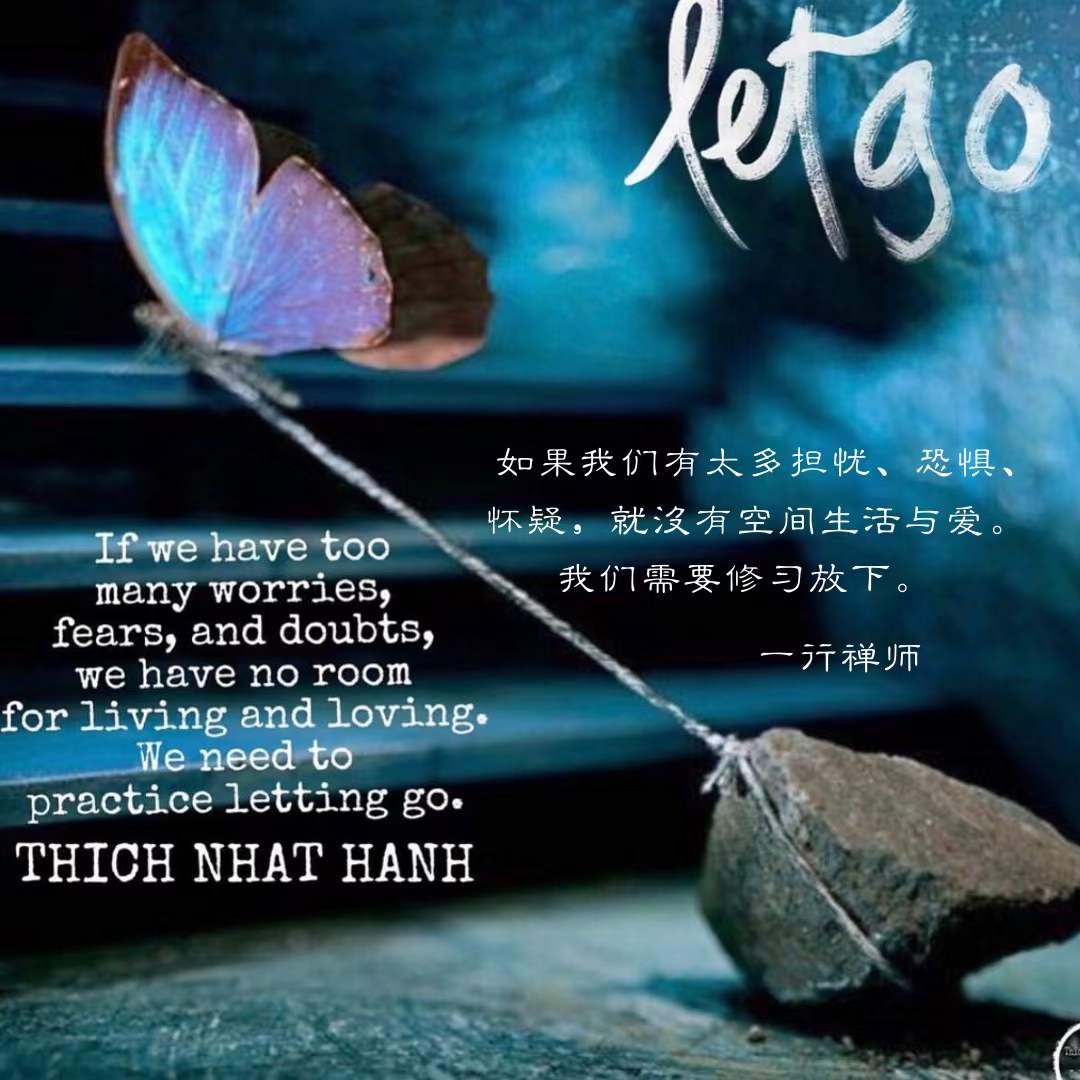 let go
如果我们有太多担忧、恐惧、
怀疑，就没有空间生活与爱。
我们需要修习放下。
一行禅师
If we have too
many worries,
fears, and doubts,
we have no room
for living and loving.
We need to
practice letting go.
THICH NHAT HANH